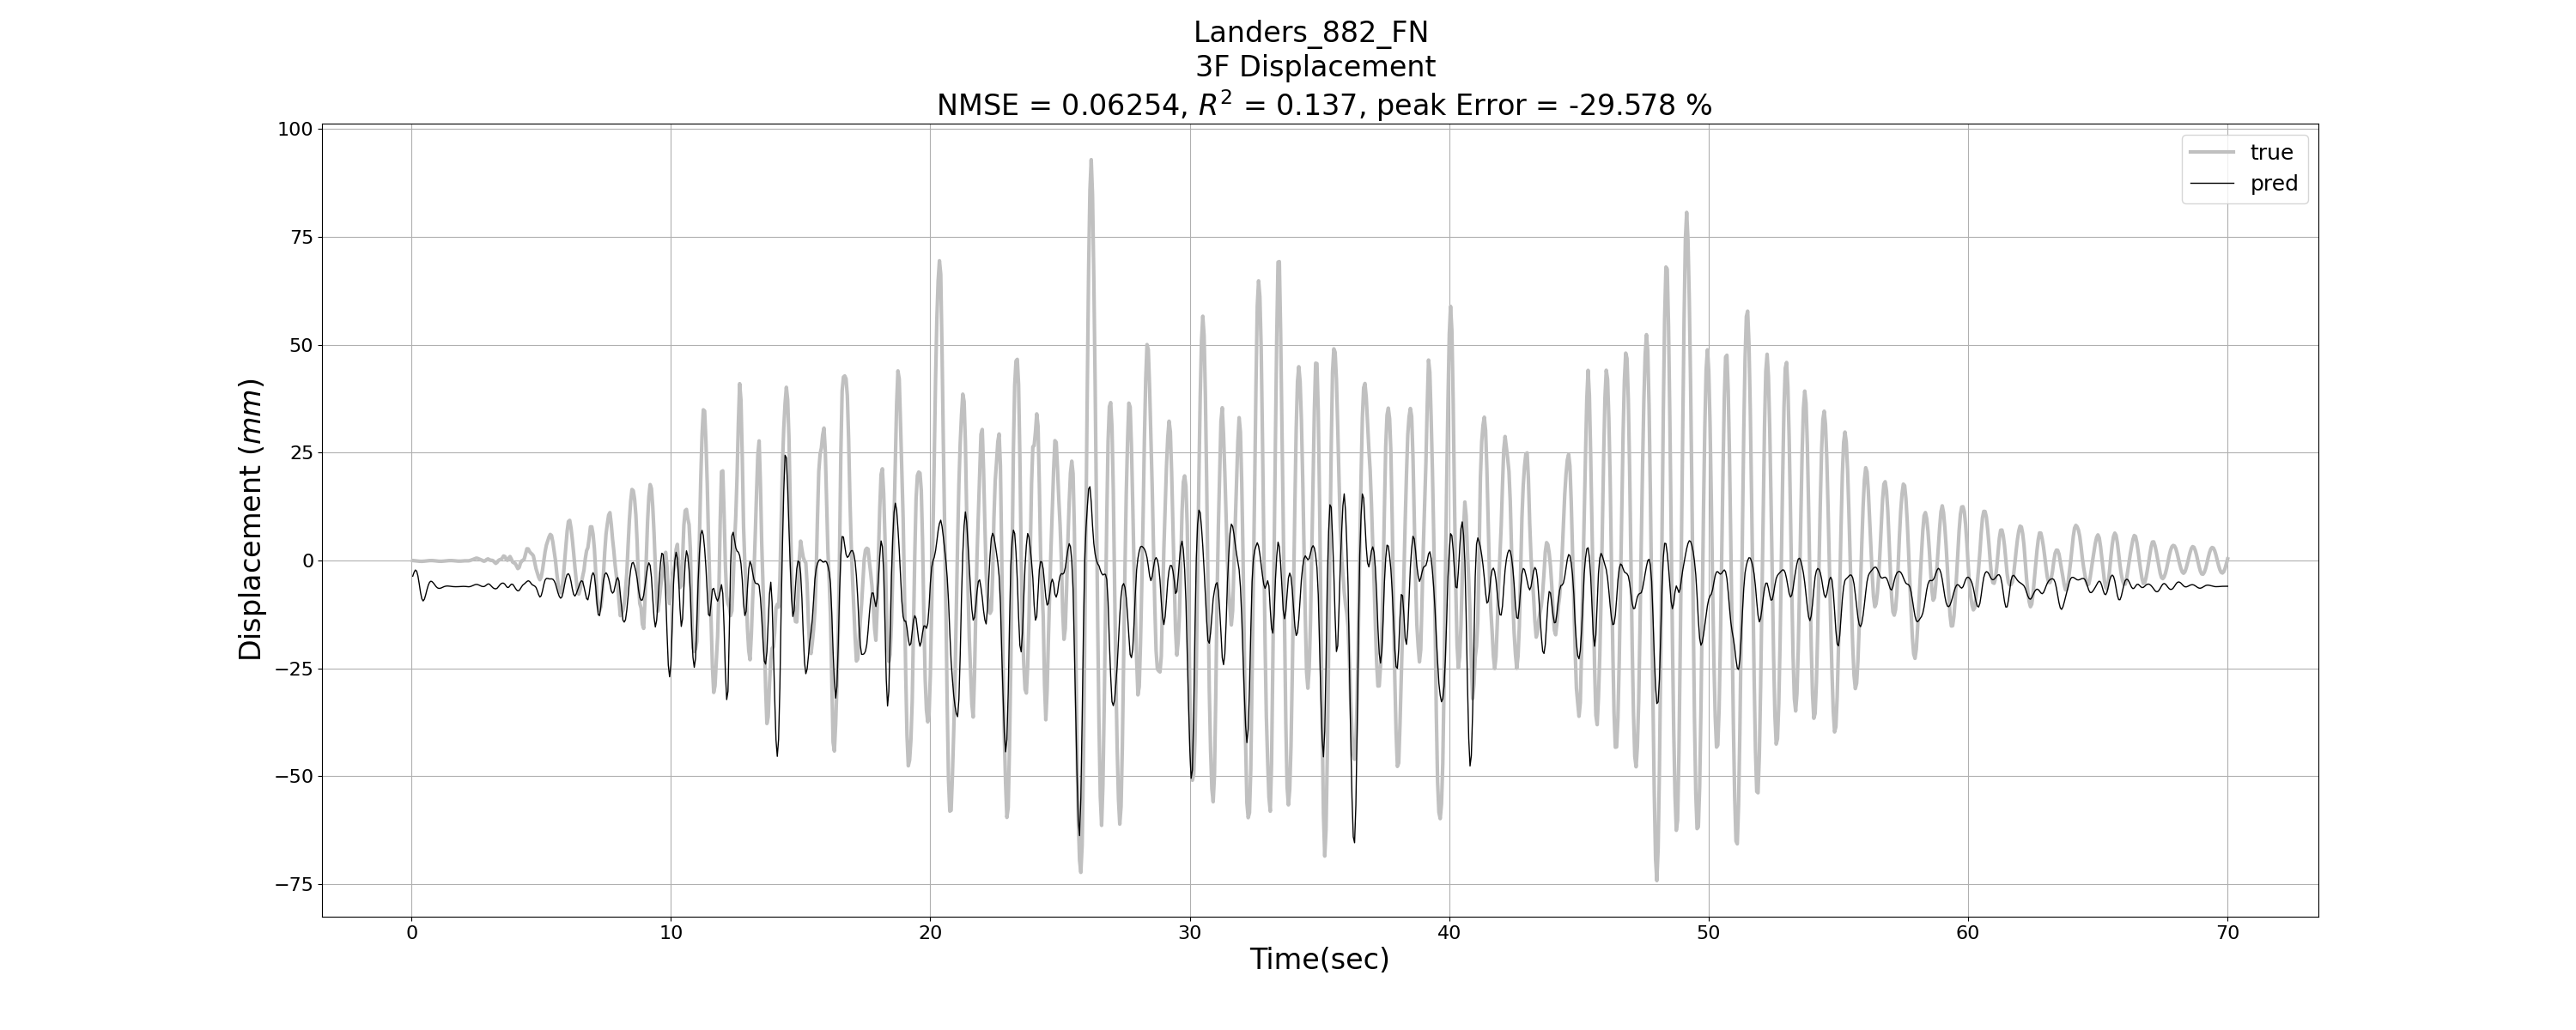 Landers_882_FN
3F Displacement
NMSE = 0.06254, R² = 0.137, peak Error = -29.578 %
100
75
50
25
0
−25
−50
−75
Displacement (mm)
true
pred
0 10 20 30 40 50 60 70
Time(sec)